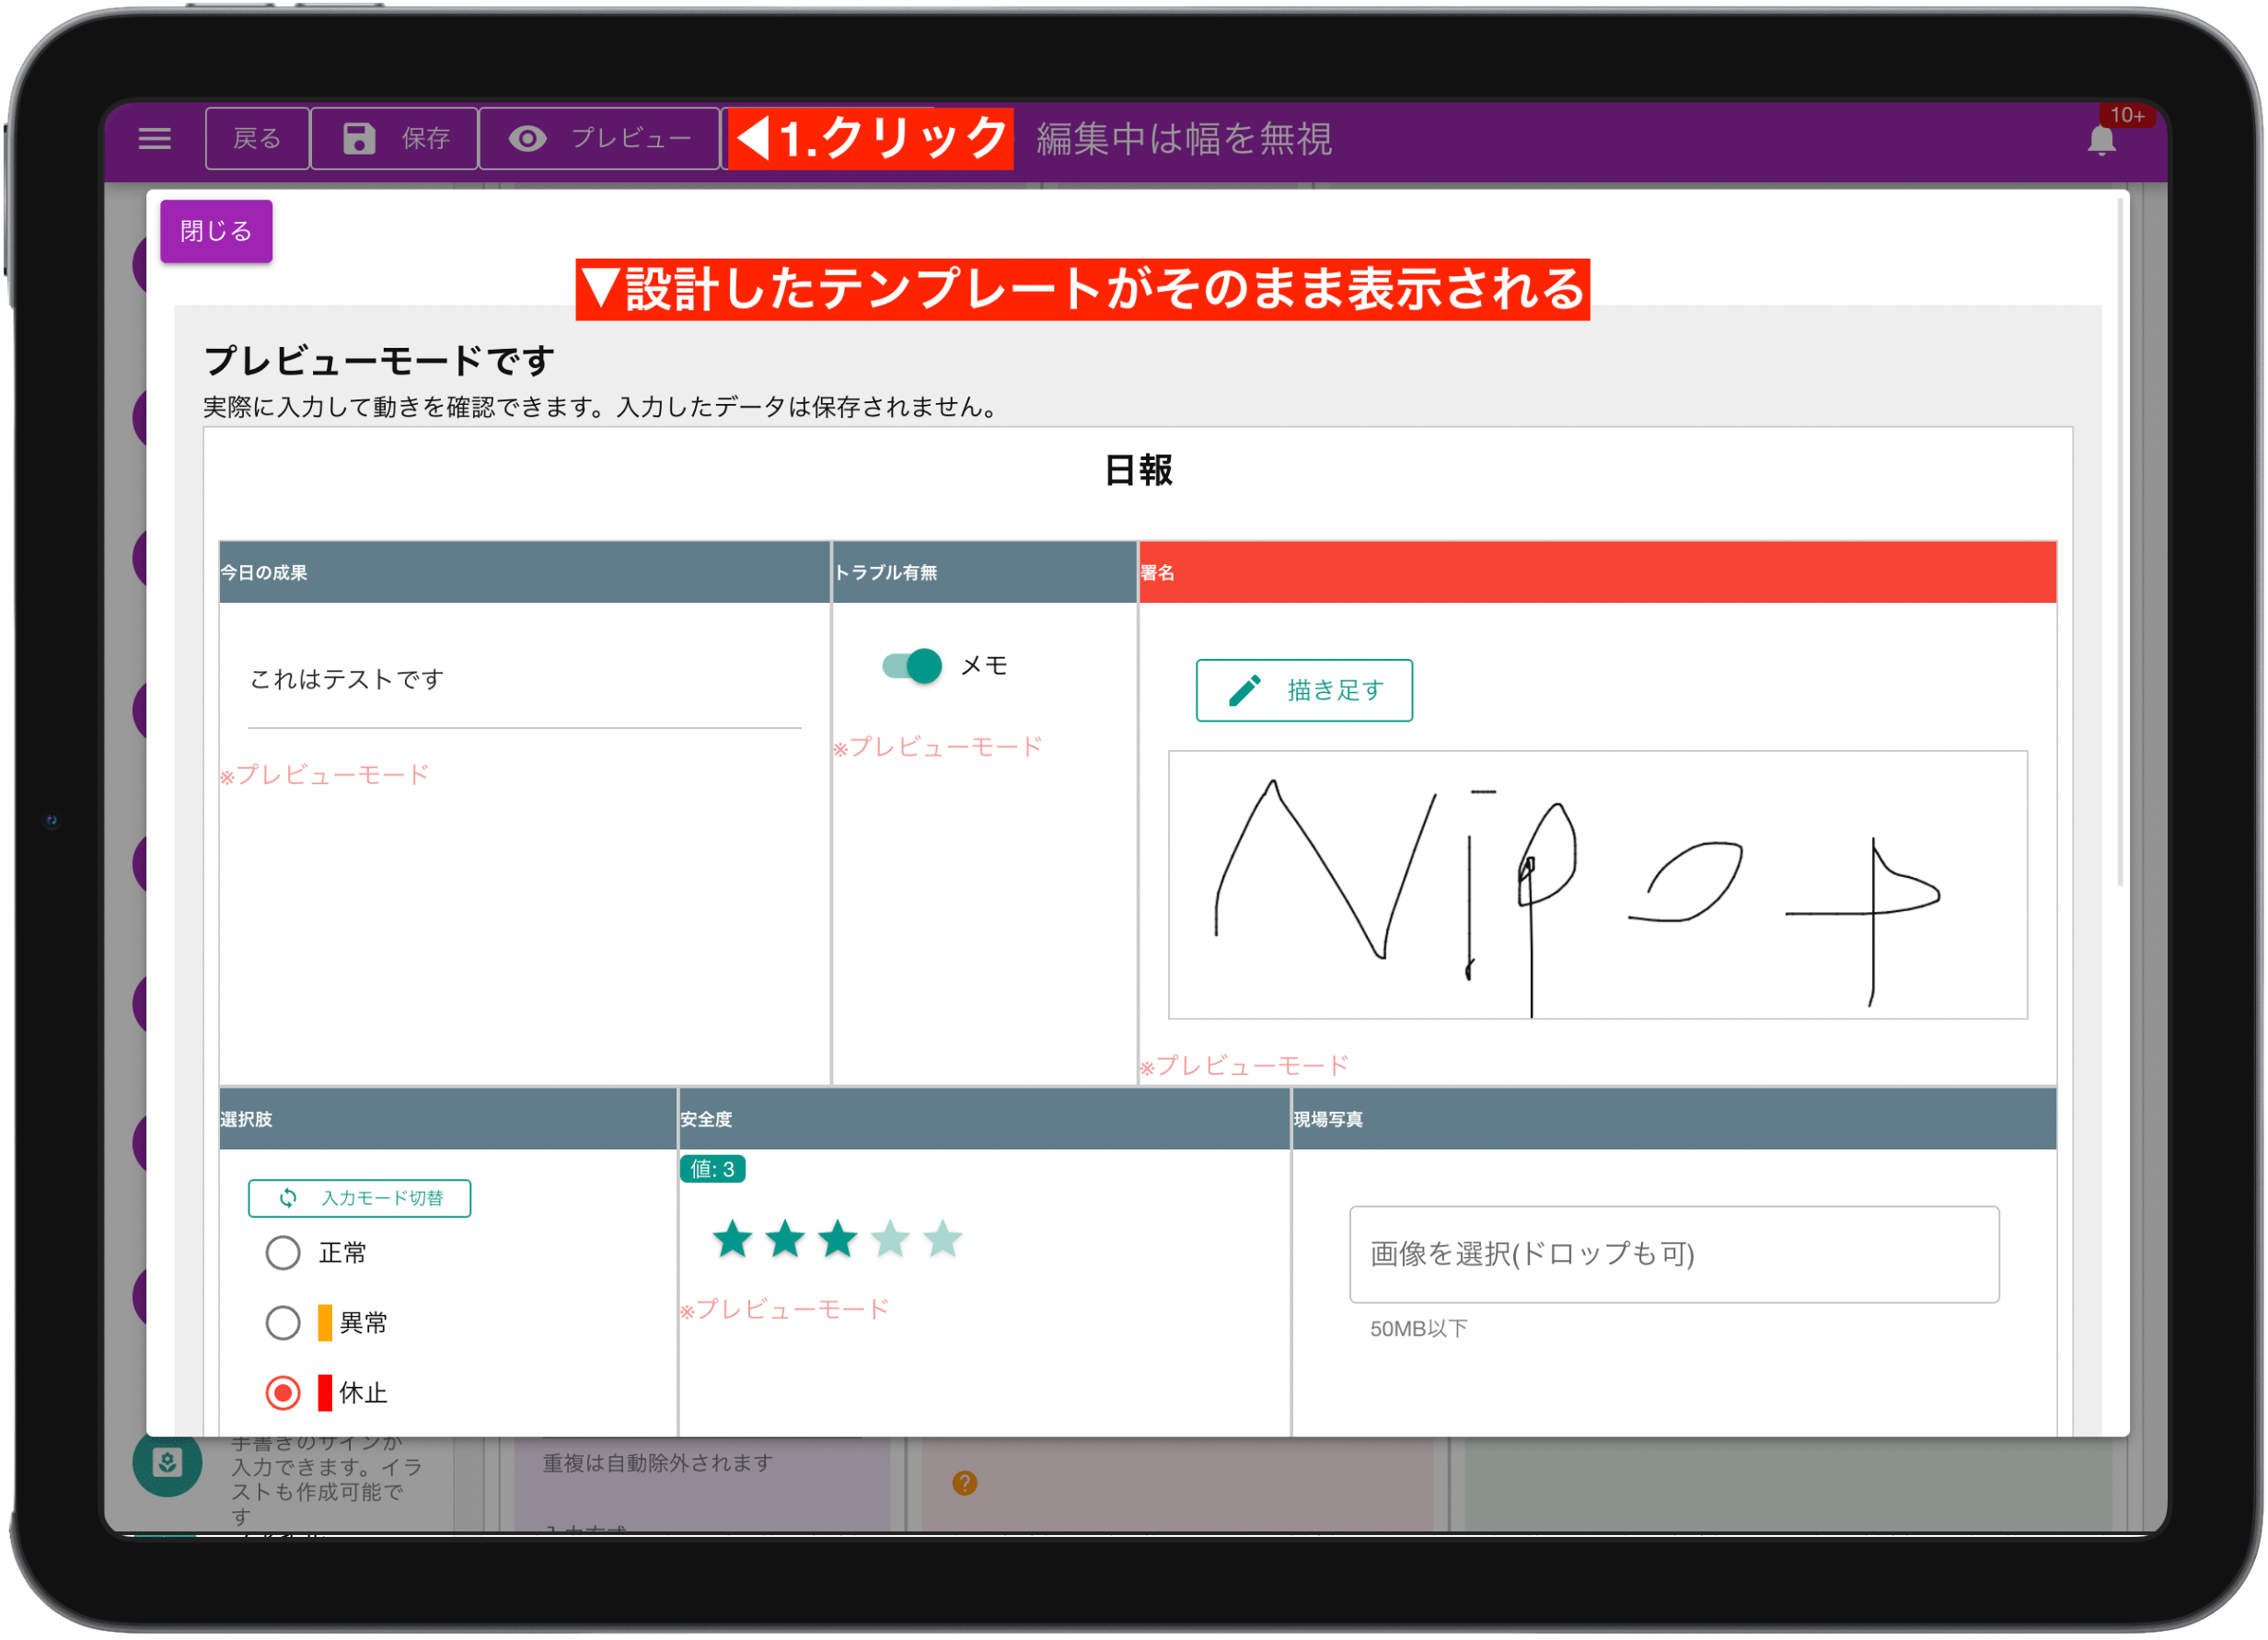 戻る 保存 プレビュー ◀1.クリック 編集中は幅を無視 10+
閉じる
▼設計したテンプレートがそのまま表示される
プレビューモードです
実際に入力して動きを確認できます。入力したデータは保存されません。
日報
今日の成果 トラブル有無 署名
これはテストです
※プレビューモード
メモ
※プレビューモード
描き足す
Nipot
※プレビューモード
選択肢 安全度 現場写真
入力モード切替
正常
異常
休止
値: 3
※プレビューモード
画像を選択(ドロップも可)
50MB以下
手書きのサインが
入力できます。イラ
ストも作成可能で
す
重複は自動除外されます
入力方式